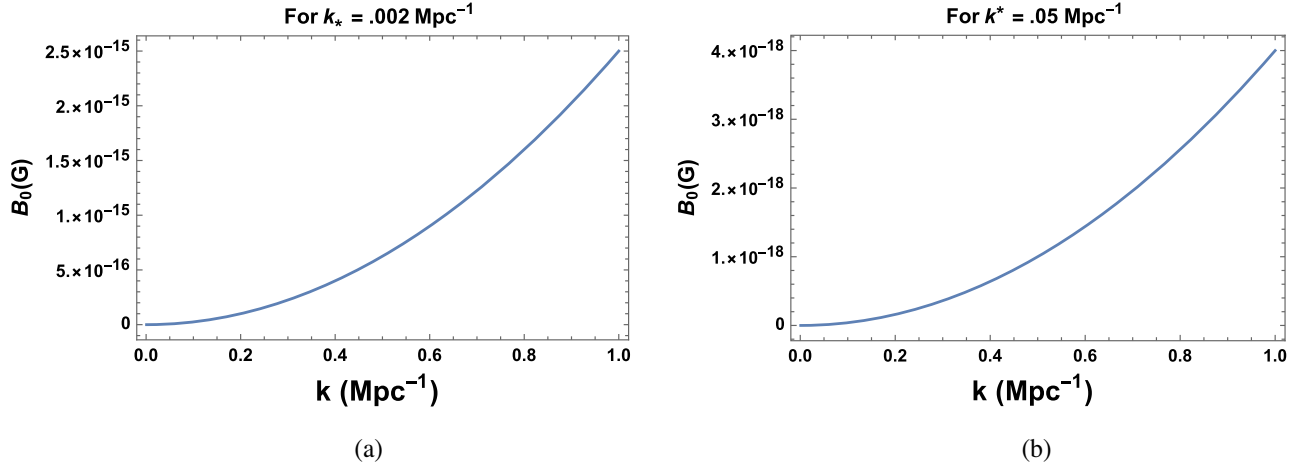 For k* = .002 Mpc⁻¹
2.5×10⁻¹⁵
2.×10⁻¹⁵
1.5×10⁻¹⁵
1.×10⁻¹⁵
5.×10⁻¹⁶
0
B₀(G)
0.0 0.2 0.4 0.6 0.8 1.0
k (Mpc⁻¹)
(a)
For k* = .05 Mpc⁻¹
4.×10⁻¹⁸
3.×10⁻¹⁸
2.×10⁻¹⁸
1.×10⁻¹⁸
0
B₀(G)
0.0 0.2 0.4 0.6 0.8 1.0
k (Mpc⁻¹)
(b)